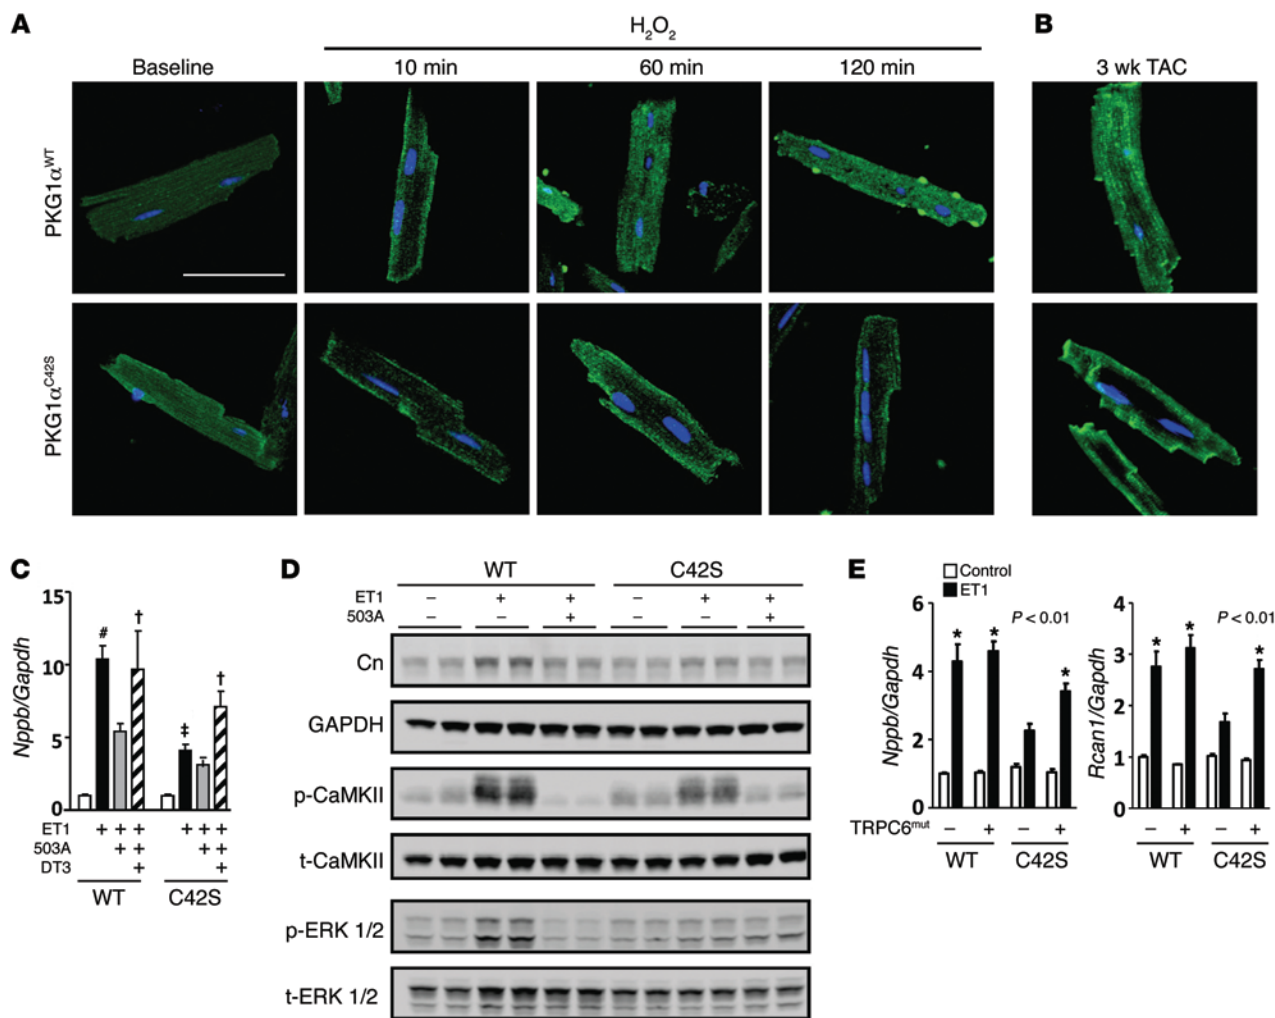 A
H2O2
B
Baseline
10 min
60 min
120 min
3 wk TAC
PKG1αWT
PKG1αC42S
C
15
10
5
0
Nppb/Gapdh
#
†
‡
†
ET1 + + + + + +
503A + + + +
DT3 + +
WT C42S
D
WT C42S
ET1 − + + − + +
503A − − + − − +
Cn
GAPDH
p-CaMKII
t-CaMKII
p-ERK 1/2
t-ERK 1/2
E
Control
ET1
6
4
2
0
Nppb/Gapdh
P < 0.01
* * *
TRPC6mut − + − +
WT C42S
4
3
2
1
0
Rcan1/Gapdh
P < 0.01
* * *
− + − +
WT C42S